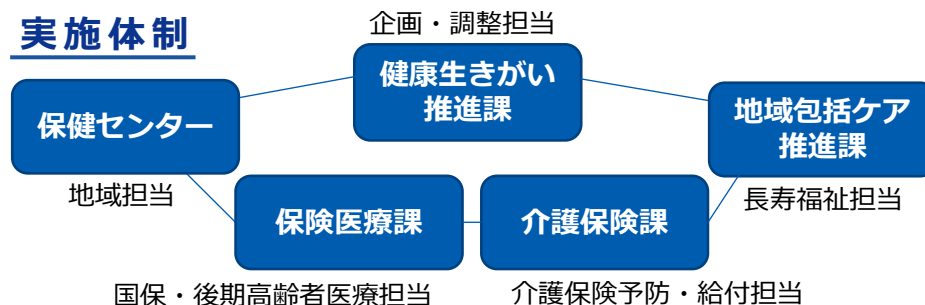 実施体制
企画・調整担当
健康生きがい
推進課
保健センター
地域担当
地域包括ケア
推進課
長寿福祉担当
保険医療課
国保・後期高齢者医療担当
介護保険課
介護保険予防・給付担当